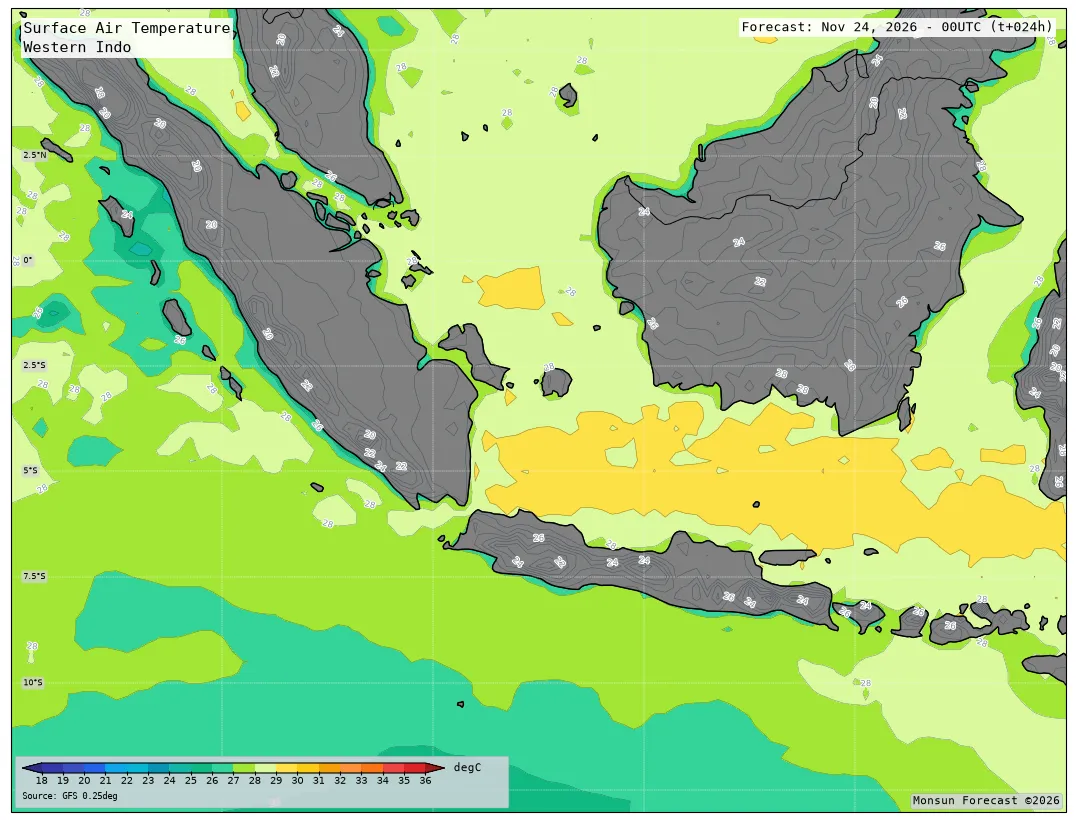 Surface Air Temperature
Western Indo
Forecast: Nov 24, 2026 - 00UTC (t+024h)
2.5°N
0°
2.5°S
5°S
7.5°S
10°S
18 19 20 21 22 23 24 25 26 27 28 29 30 31 32 33 34 35 36
degC
Source: GFS 0.25deg
Monsun Forecast ©2026